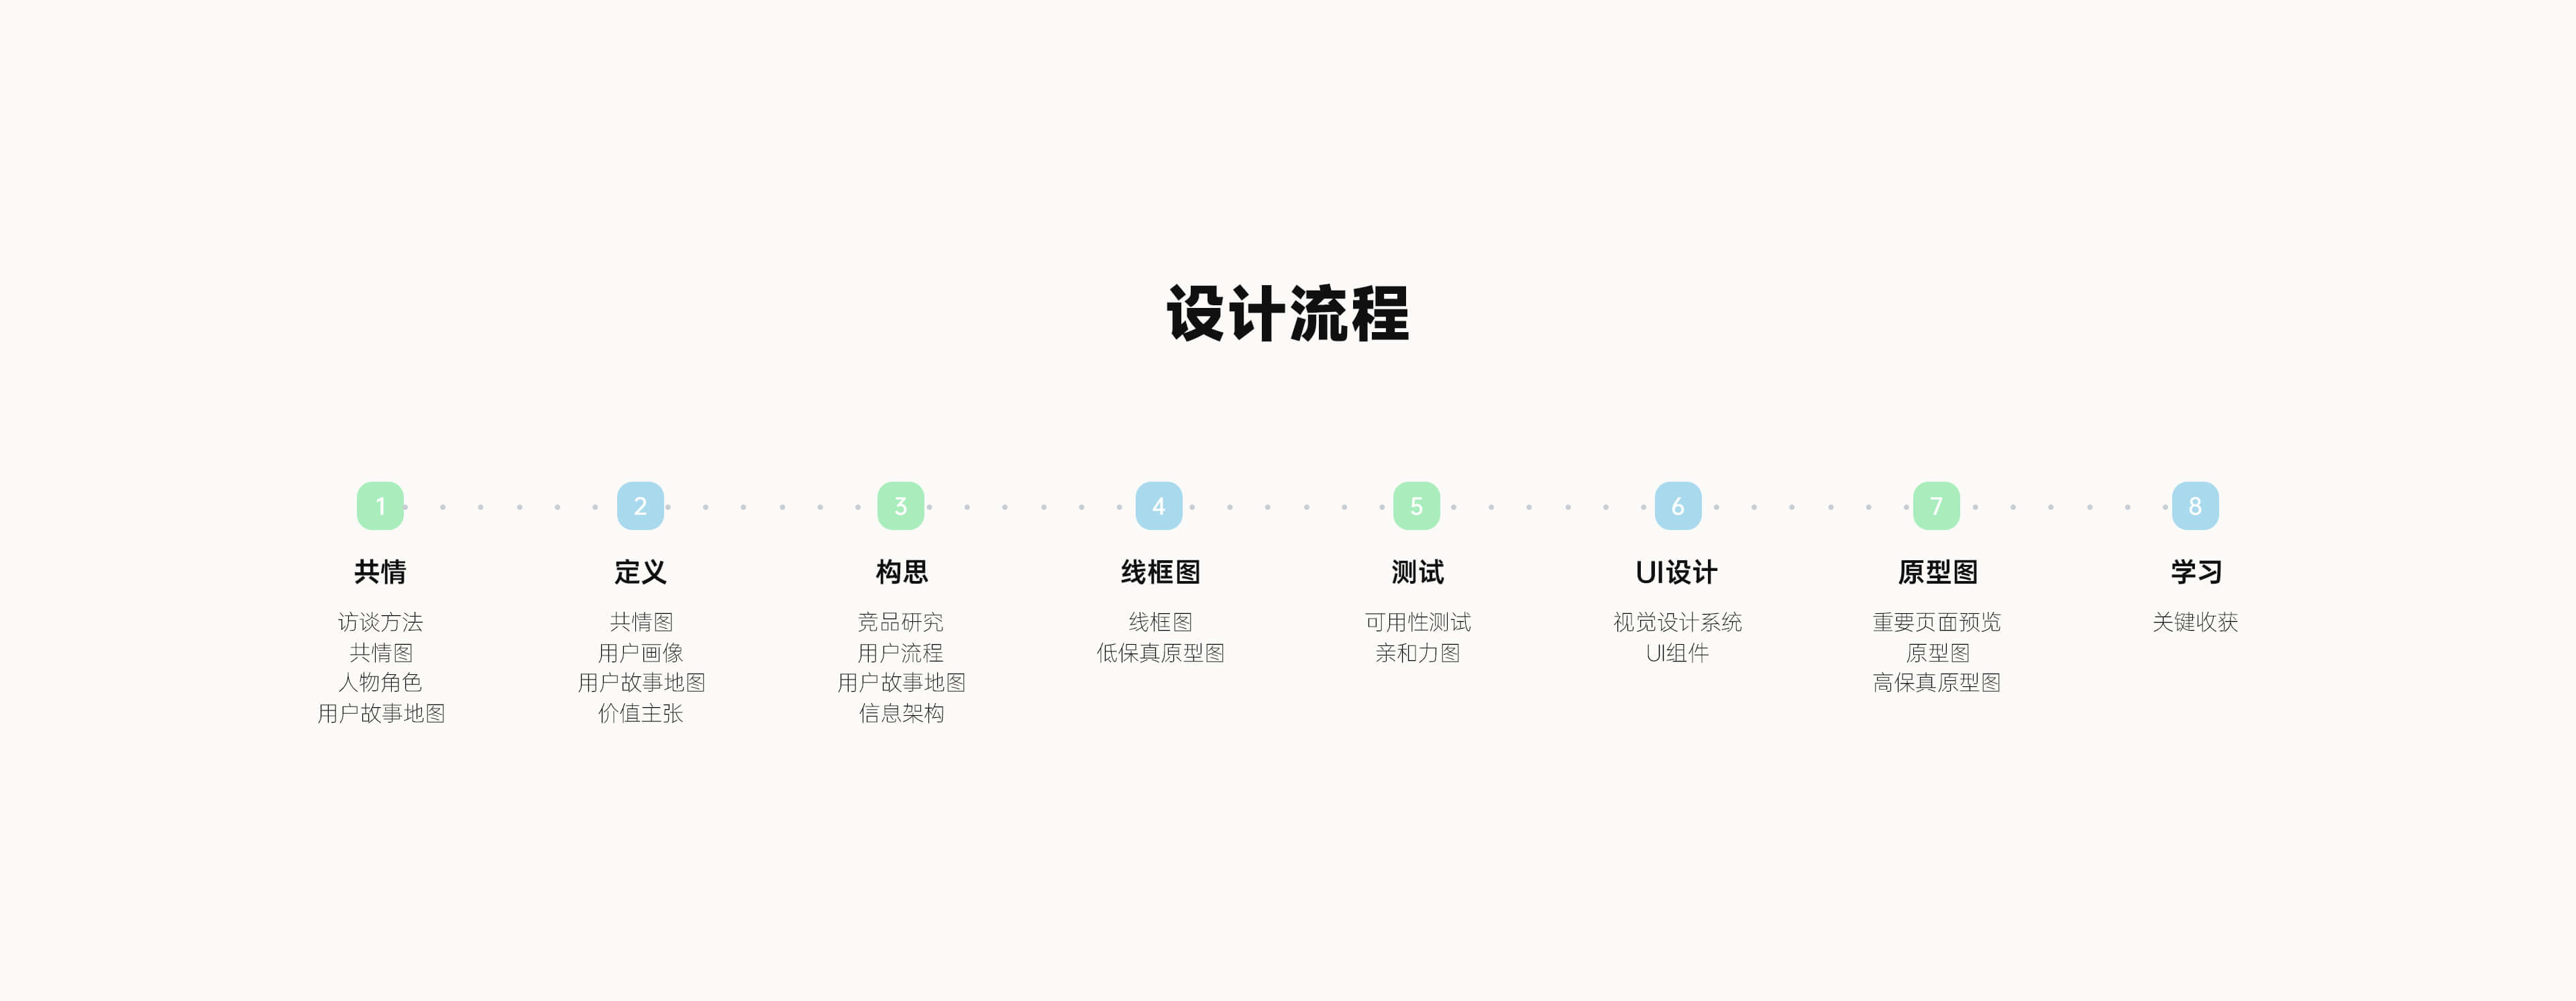 设计流程
1
共情
访谈方法
共情图
人物角色
用户故事地图
2
定义
共情图
用户画像
用户故事地图
价值主张
3
构思
竞品研究
用户流程
用户故事地图
信息架构
4
线框图
线框图
低保真原型图
5
测试
可用性测试
亲和力图
6
UI设计
视觉设计系统
UI组件
7
原型图
重要页面预览
原型图
高保真原型图
8
学习
关键收获